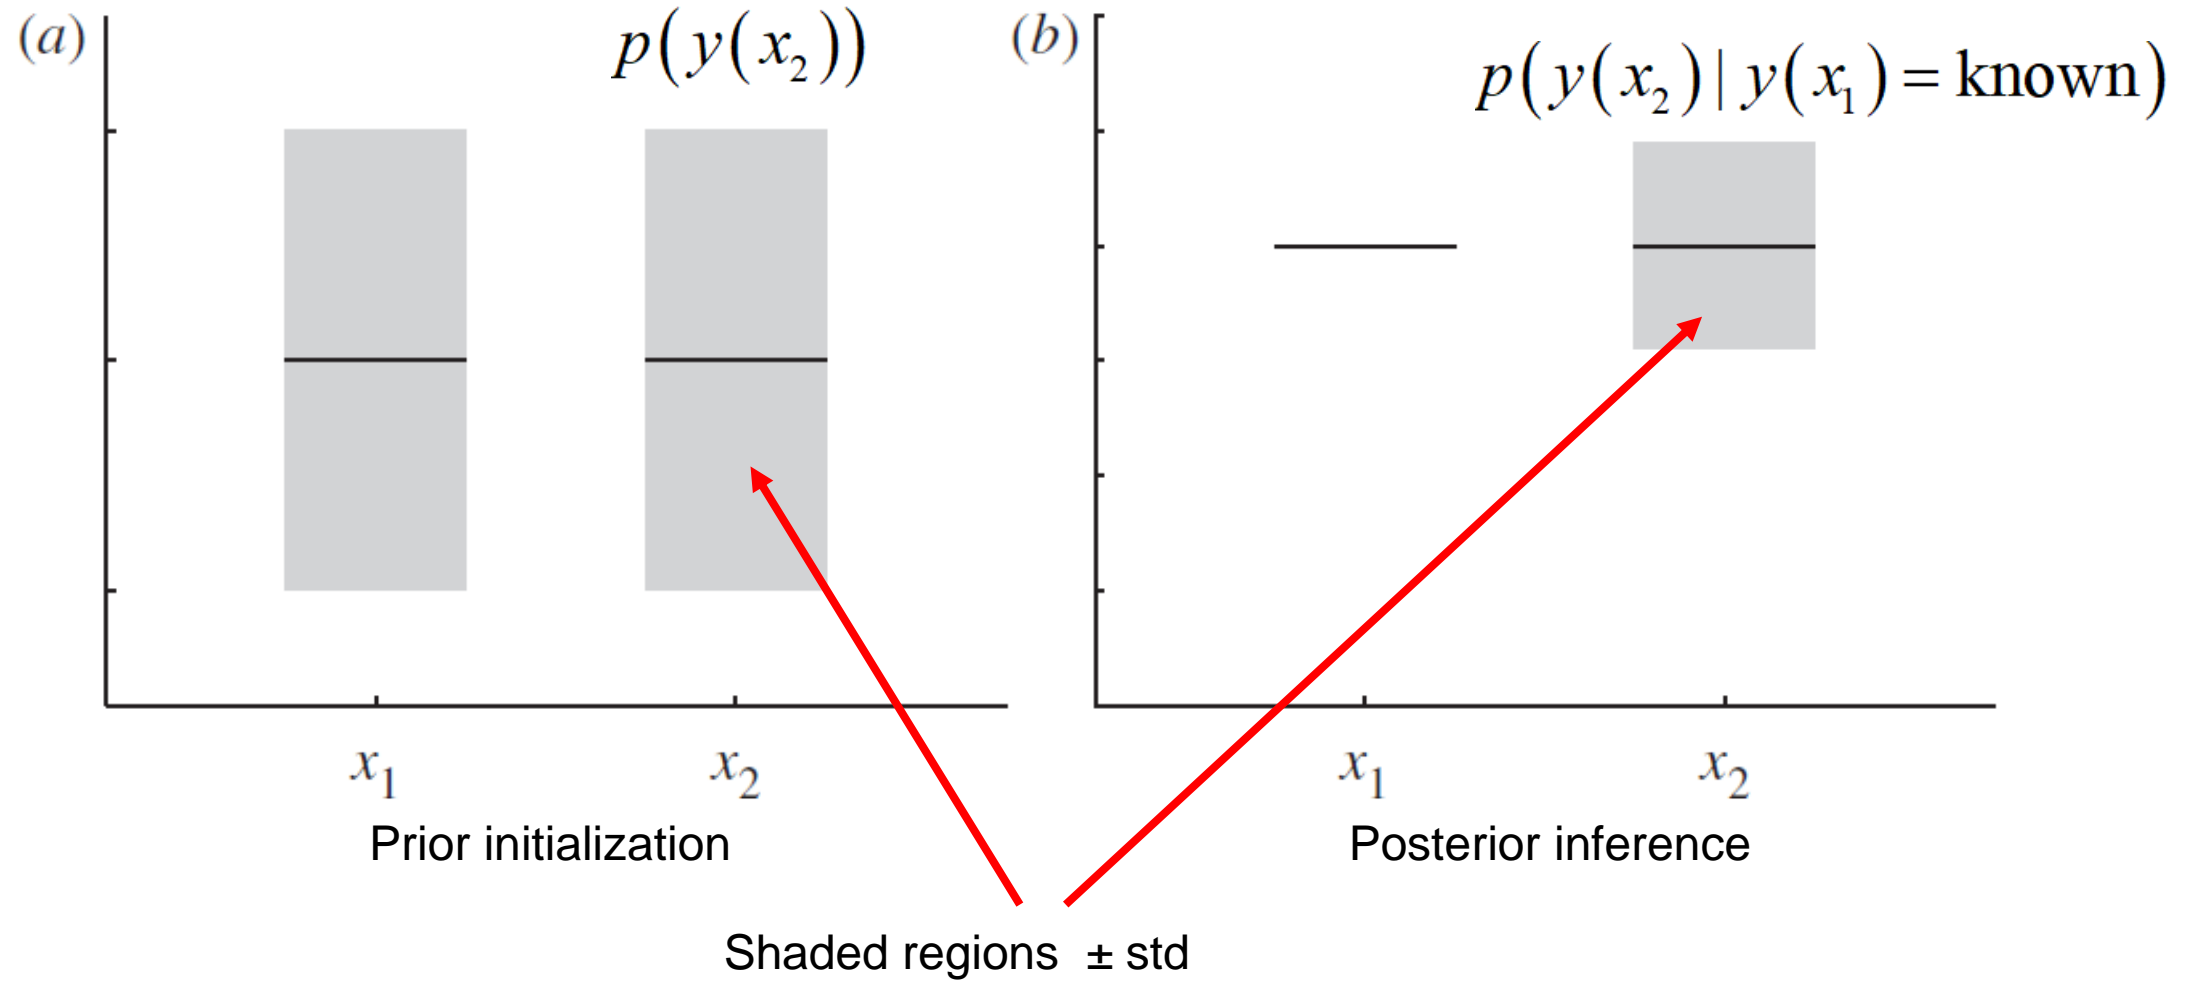 (a)
p(y(x₂))
(b)
p(y(x₂) | y(x₁) = known)
x₁
x₂
x₁
x₂
Prior initialization
Posterior inference
Shaded regions ± std